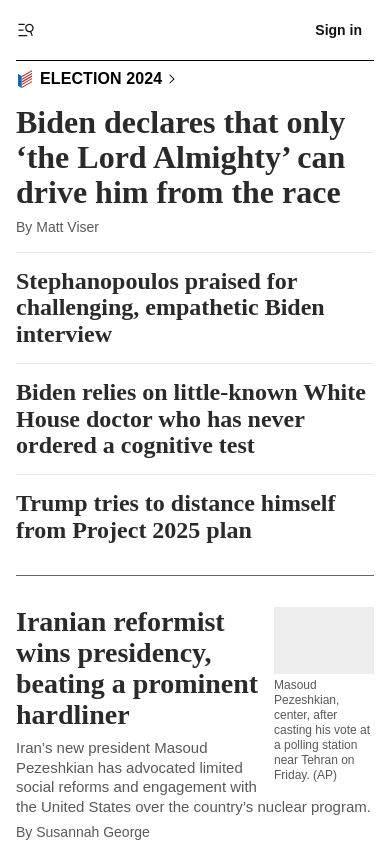 Sign in
ELECTION 2024
Biden declares that only
‘the Lord Almighty’ can
drive him from the race
By Matt Viser
Stephanopoulos praised for
challenging, empathetic Biden
interview
Biden relies on little-known White
House doctor who has never
ordered a cognitive test
Trump tries to distance himself
from Project 2025 plan
Iranian reformist
wins presidency,
beating a prominent
hardliner
Masoud
Pezeshkian,
center, after
casting his vote at
a polling station
near Tehran on
Friday. (AP)
Iran’s new president Masoud
Pezeshkian has advocated limited
social reforms and engagement with
the United States over the country’s nuclear program.
By Susannah George